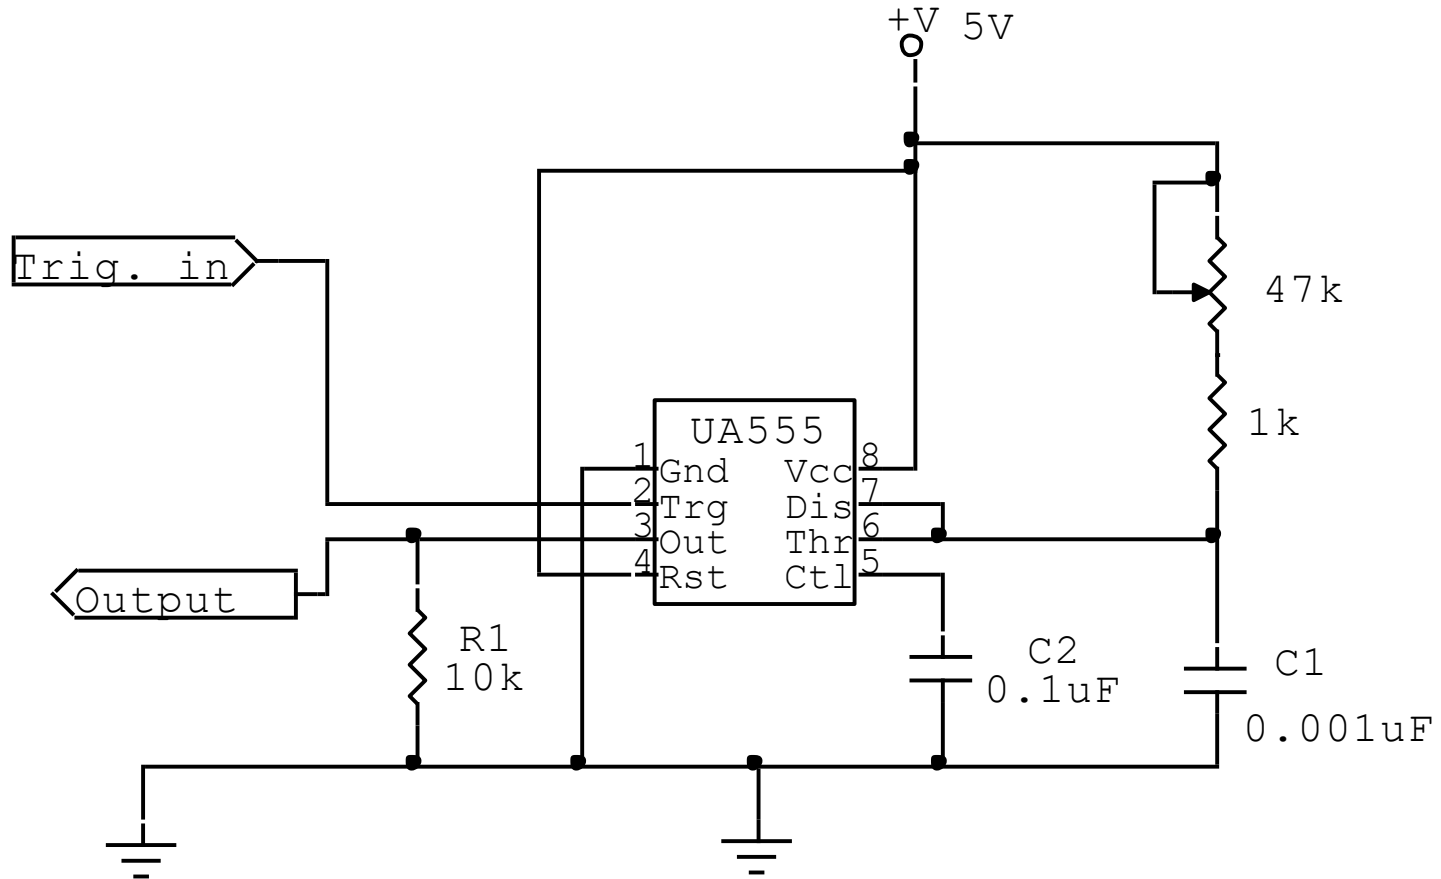 +V 5V
Trig. in
47k
1k
UA555
1 Gnd Vcc 8
2 Trg Dis 7
3 Out Thr 6
4 Rst Ctl 5
Output
R1
10k
C2
0.1uF
C1
0.001uF